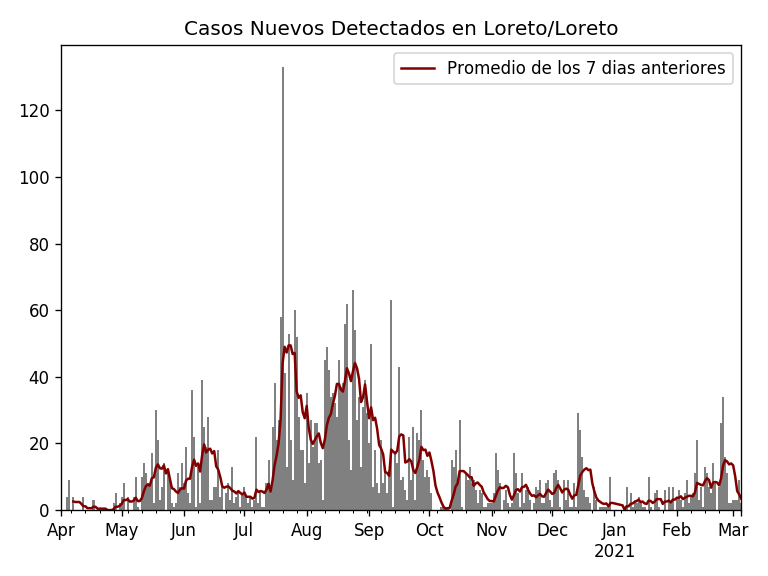 Casos Nuevos Detectados en Loreto/Loreto
Promedio de los 7 dias anteriores
120
100
80
60
40
20
0
Apr May Jun Jul Aug Sep Oct Nov Dec Jan Feb Mar
2021